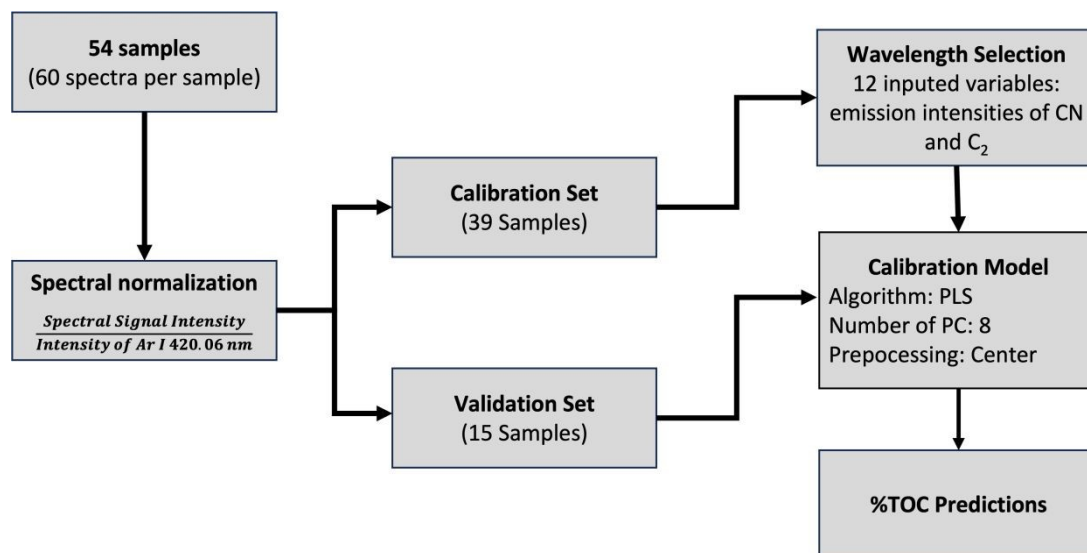 54 samples
(60 spectra per sample)
Spectral normalization
Spectral Signal Intensity
Intensity of Ar I 420.06 nm
Calibration Set
(39 Samples)
Validation Set
(15 Samples)
Wavelength Selection
12 inputed variables:
emission intensities of CN
and C₂
Calibration Model
Algorithm: PLS
Number of PC: 8
Prepocessing: Center
%TOC Predictions